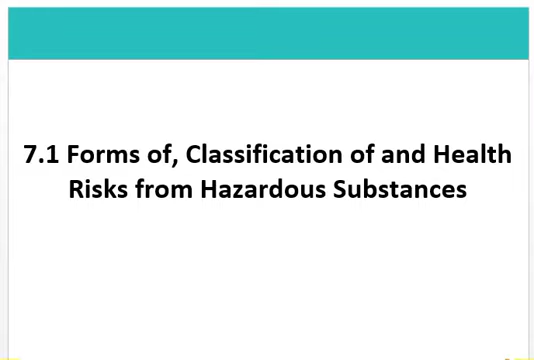 7.1 Forms of, Classification of and Health
Risks from Hazardous Substances